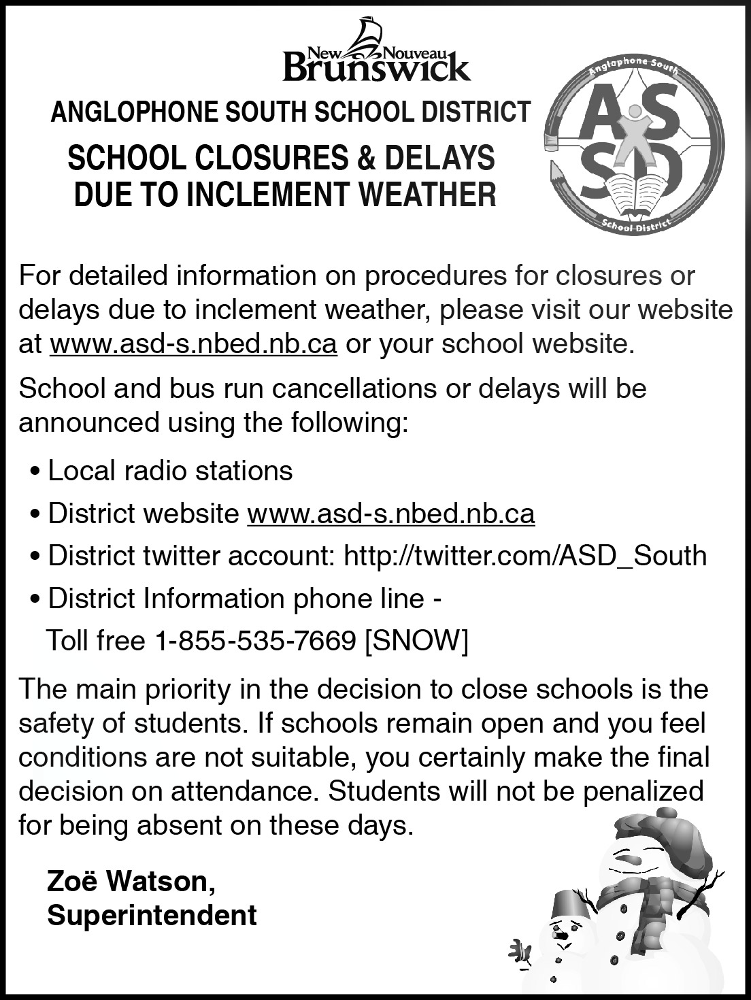 New Nouveau
Brunswick
ANGLOPHONE SOUTH SCHOOL DISTRICT
SCHOOL CLOSURES & DELAYS
DUE TO INCLEMENT WEATHER
Anglophone South
AS
SD
School District
For detailed information on procedures for closures or
delays due to inclement weather, please visit our website
at www.asd-s.nbed.nb.ca or your school website.
School and bus run cancellations or delays will be
announced using the following:
• Local radio stations
• District website www.asd-s.nbed.nb.ca
• District twitter account: http://twitter.com/ASD_South
• District Information phone line -
Toll free 1-855-535-7669 [SNOW]
The main priority in the decision to close schools is the
safety of students. If schools remain open and you feel
conditions are not suitable, you certainly make the final
decision on attendance. Students will not be penalized
for being absent on these days.
Zoë Watson,
Superintendent